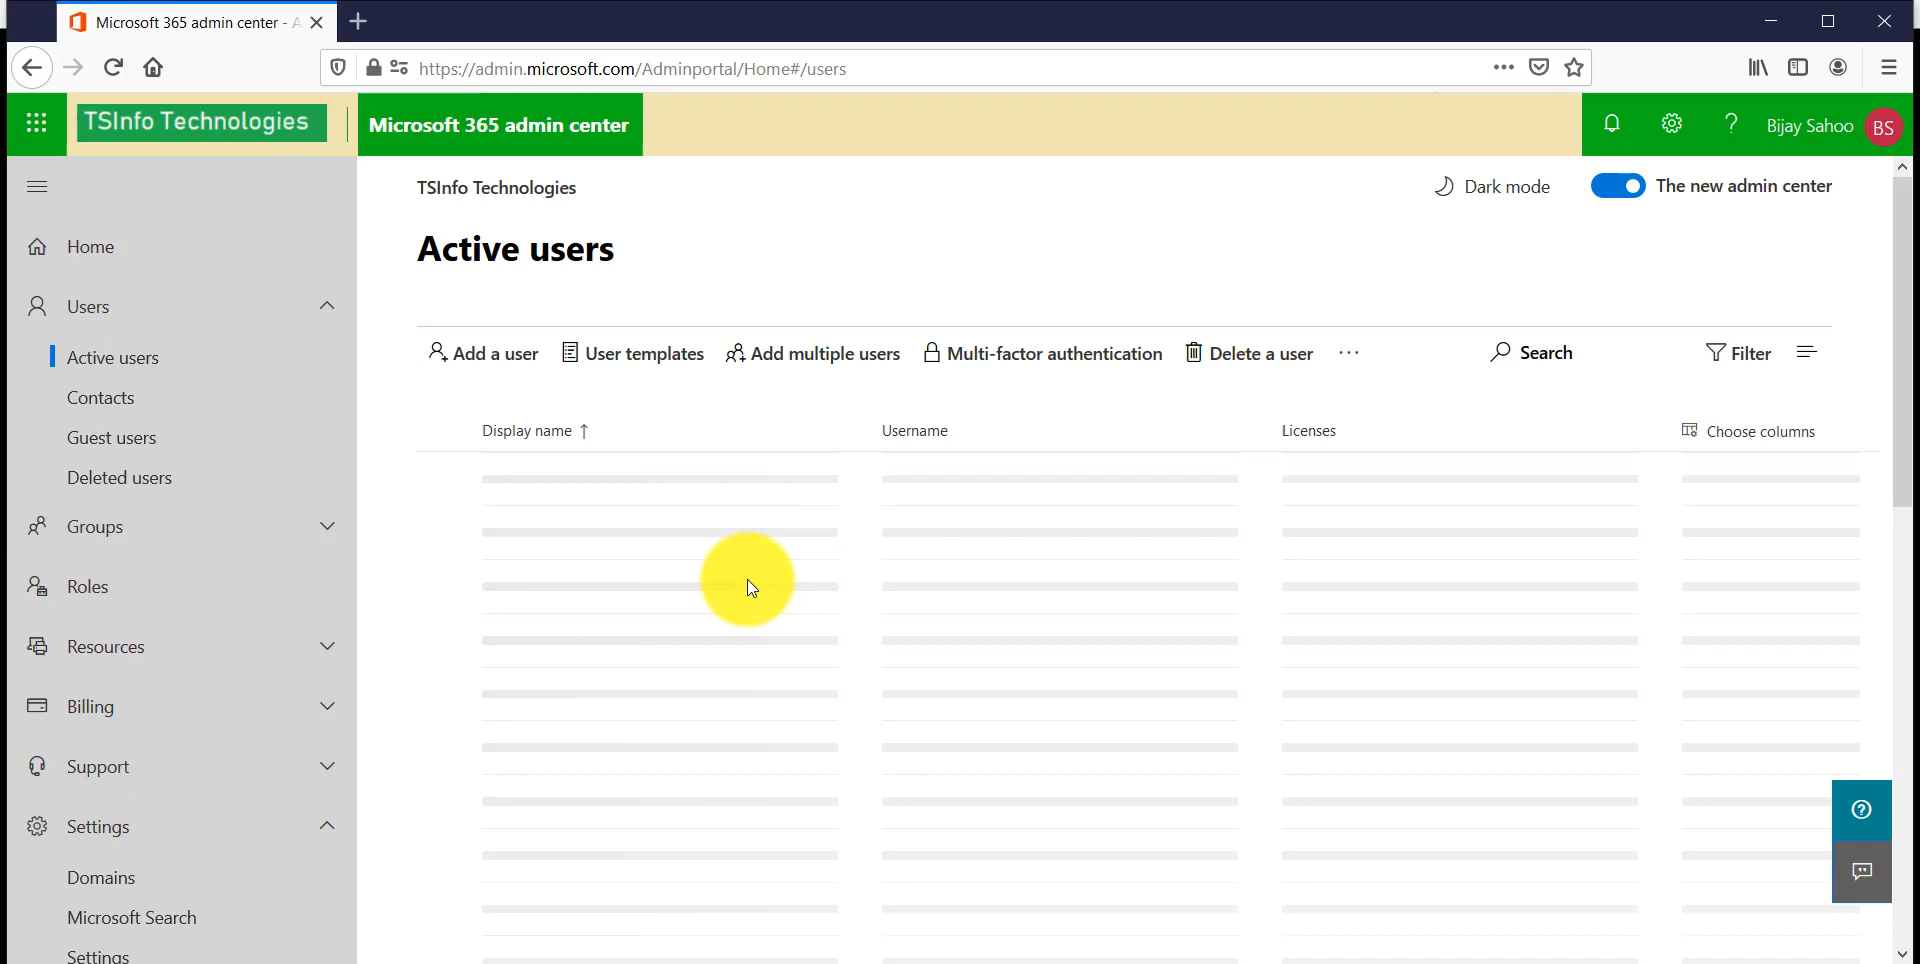 Microsoft 365 admin center - A
https://admin.microsoft.com/Adminportal/Home#/users
TSInfo Technologies
Microsoft 365 admin center
?
Bijay Sahoo
BS
TSInfo Technologies
Dark mode
The new admin center
Active users
Home
Users
Active users
Contacts
Guest users
Deleted users
Groups
Roles
Resources
Billing
Support
Settings
Domains
Microsoft Search
Settings
Add a user
User templates
Add multiple users
Multi-factor authentication
Delete a user
...
Search
Filter
Display name ↑
Username
Licenses
Choose columns